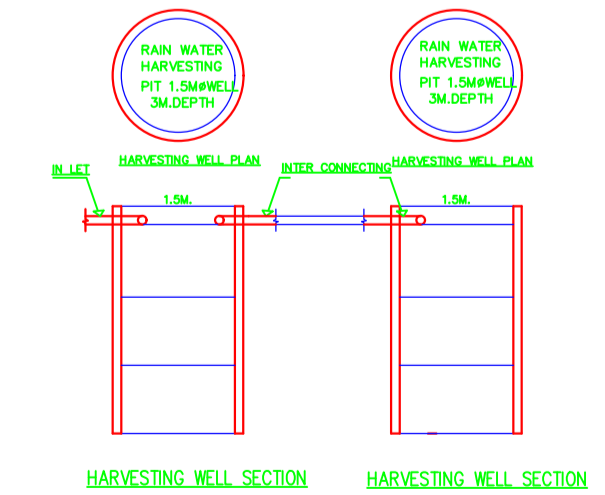 RAIN WATER
HARVESTING
PIT 1.5MøWELL
3M.DEPTH
RAIN WATER
HARVESTING
PIT 1.5MøWELL
3M.DEPTH
HARVESTING WELL PLAN
HARVESTING WELL PLAN
IN LET
INTER CONNECTING
1.5M.
1.5M.
HARVESTING WELL SECTION
HARVESTING WELL SECTION